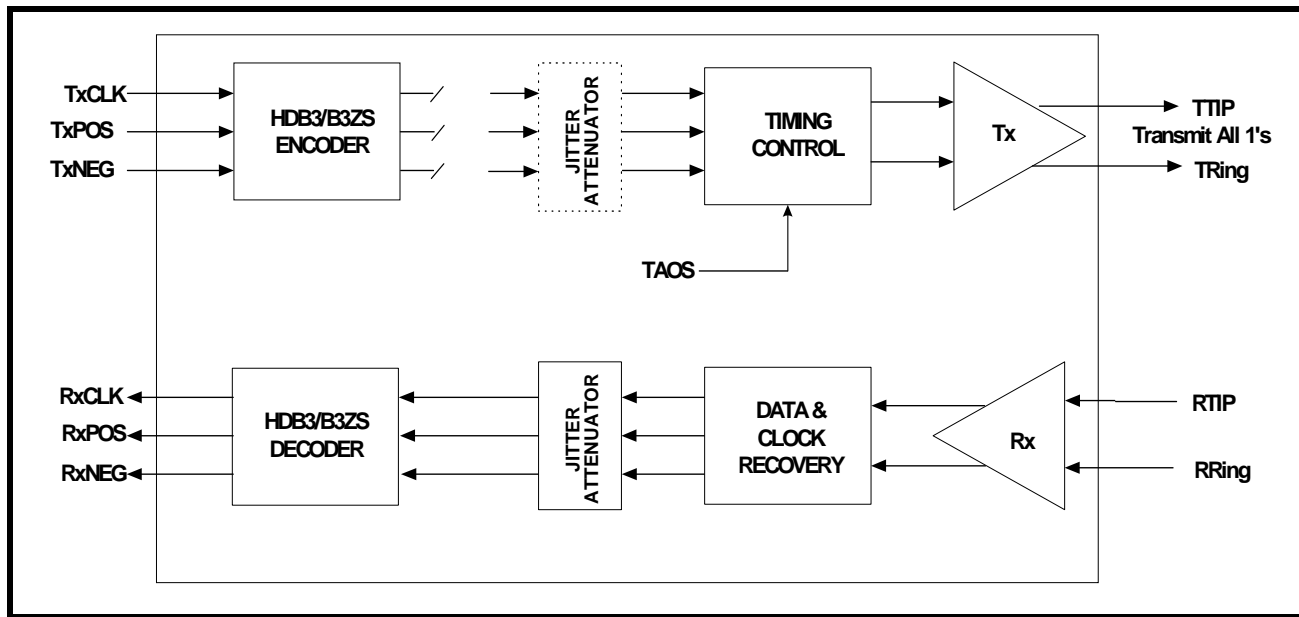 TxCLK
TxPOS
TxNEG
HDB3/B3ZS
ENCODER
JITTER
ATTENUATOR
TIMING
CONTROL
Tx
TTIP
Transmit All 1's
TRing
TAOS
RxCLK
RxPOS
RxNEG
HDB3/B3ZS
DECODER
JITTER
ATTENUATOR
DATA &
CLOCK
RECOVERY
Rx
RTIP
RRing